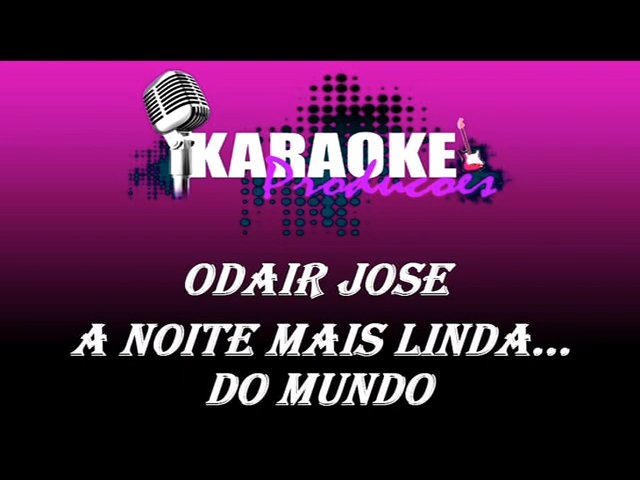 KARAOKE
Producoes
ODAIR JOSE
A NOITE MAIS LINDA...
DO MUNDO